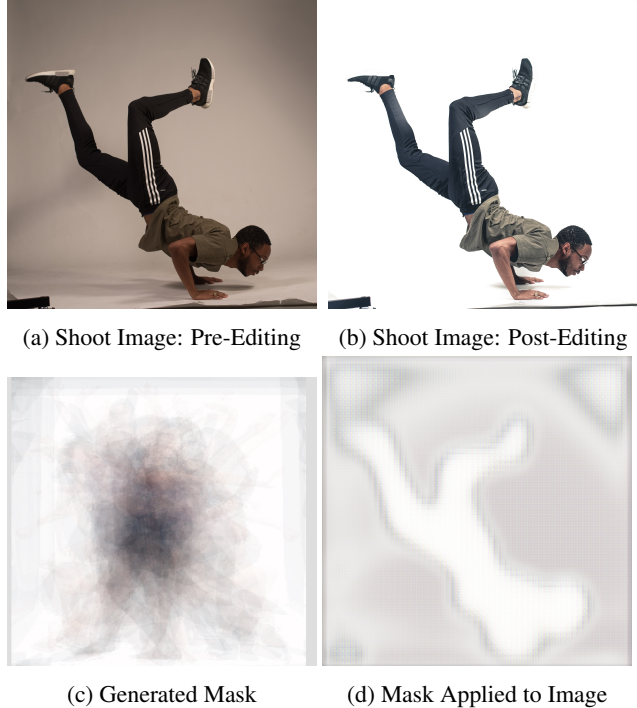 (a) Shoot Image: Pre-Editing
(b) Shoot Image: Post-Editing
(c) Generated Mask
(d) Mask Applied to Image